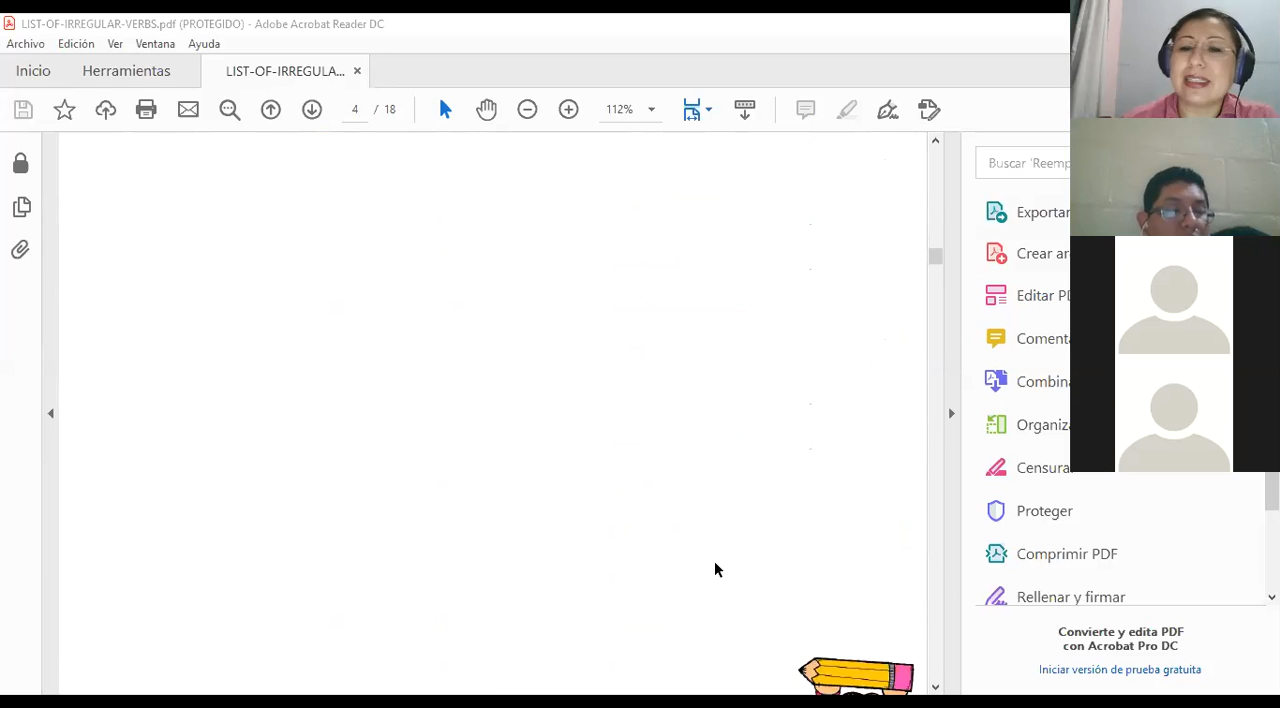 LIST-OF-IRREGULAR-VERBS.pdf (PROTEGIDO) - Adobe Acrobat Reader DC
Archivo Edición Ver Ventana Ayuda
Inicio Herramientas LIST-OF-IRREGULA... ×
4 / 18 112%
Buscar 'Reemp
Exportar
Crear ar
Editar PD
Comenta
Combina
Organiza
Censura
Proteger
Comprimir PDF
Rellenar y firmar
Convierte y edita PDF
con Acrobat Pro DC
Iniciar versión de prueba gratuita